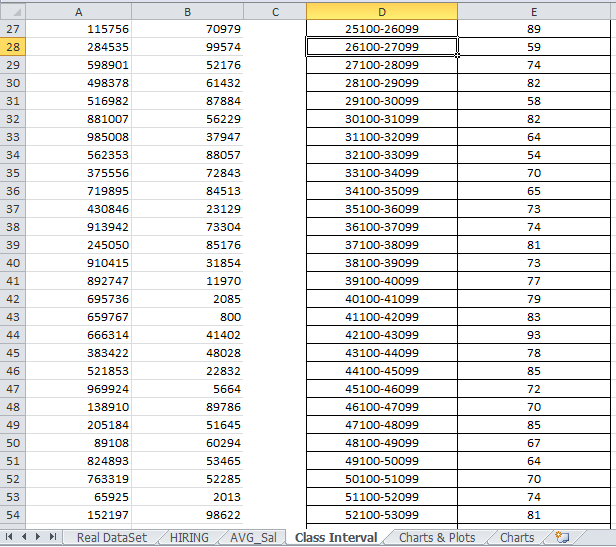 A B C D E
27 115756 70979 25100-26099 89
28 284535 99574 26100-27099 59
29 598901 52176 27100-28099 74
30 498378 61432 28100-29099 82
31 516982 87884 29100-30099 58
32 881007 56229 30100-31099 82
33 985008 37947 31100-32099 64
34 562353 88057 32100-33099 54
35 375556 72843 33100-34099 70
36 719895 84513 34100-35099 65
37 430846 23129 35100-36099 73
38 913942 73304 36100-37099 74
39 245050 85176 37100-38099 81
40 910415 31854 38100-39099 73
41 892747 11970 39100-40099 77
42 695736 2085 40101-41099 79
43 659767 800 41100-42099 83
44 666314 41402 42100-43099 93
45 383422 48028 43100-44099 78
46 521853 22832 44100-45099 85
47 969924 5664 45100-46099 72
48 138910 89786 46100-47099 70
49 205184 51645 47100-48099 85
50 89108 60294 48100-49099 67
51 824893 53465 49100-50099 64
52 763319 52285 50100-51099 70
53 65925 2013 51100-52099 74
54 152197 98622 52100-53099 81
Real DataSet HIRING AVG_Sal Class Interval Charts & Plots Charts